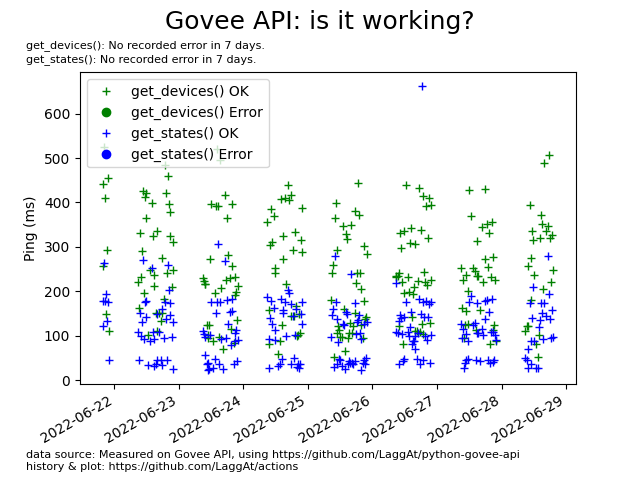 Govee API: is it working?
get_devices(): No recorded error in 7 days.
get_states(): No recorded error in 7 days.
get_devices() OK
get_devices() Error
get_states() OK
get_states() Error
Ping (ms)
600
500
400
300
200
100
0
2022-06-22
2022-06-23
2022-06-24
2022-06-25
2022-06-26
2022-06-27
2022-06-28
2022-06-29
data source: Measured on Govee API, using https://github.com/LaggAt/python-govee-api
history & plot: https://github.com/LaggAt/actions